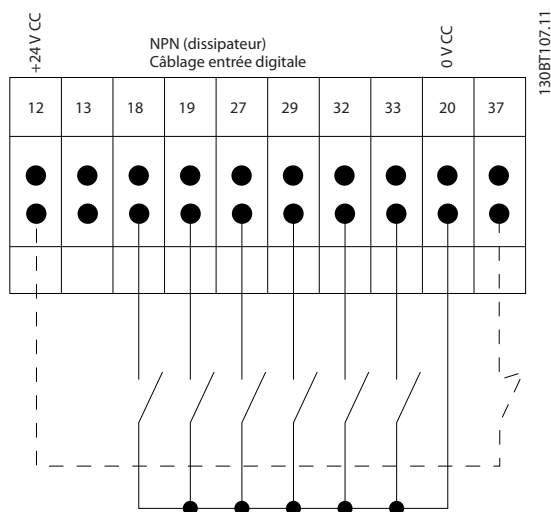 +24 V CC
NPN (dissipateur)
Câblage entrée digitale
0 V CC
130BT107.11
12 13 18 19 27 29 32 33 20 37